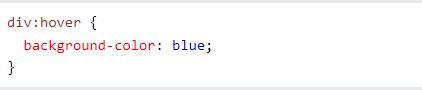 div:hover {
  background-color: blue;
}